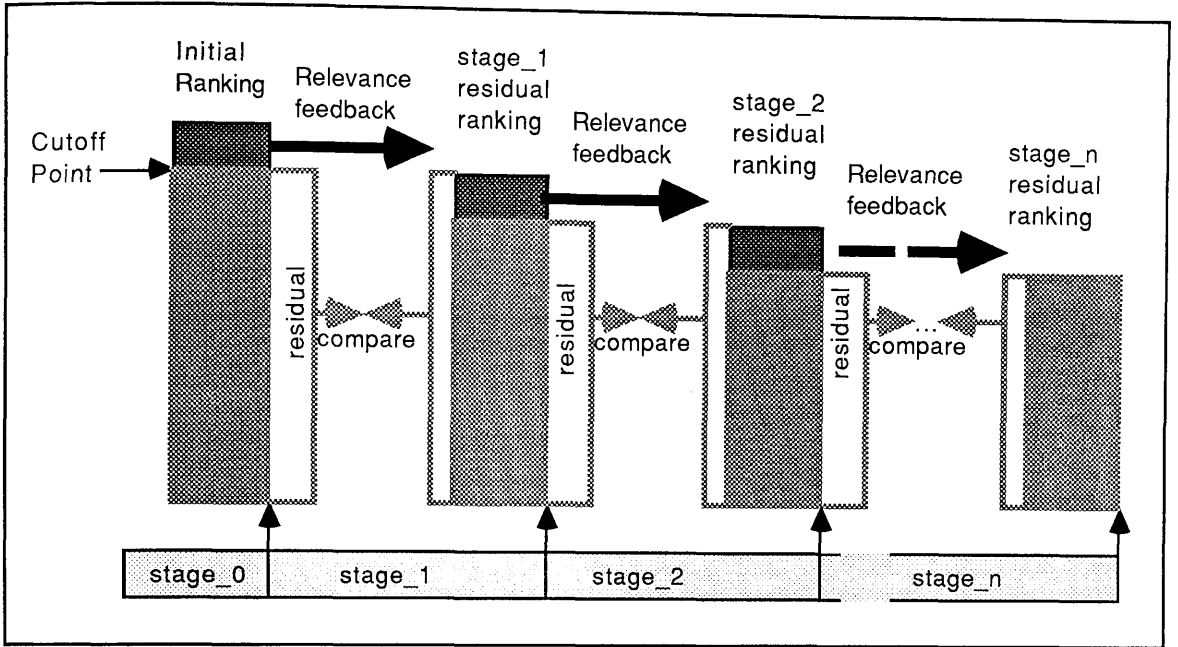 Initial
Ranking
Relevance
feedback
stage_1
residual
ranking
Relevance
feedback
stage_2
residual
ranking
Relevance
feedback
stage_n
residual
ranking
Cutoff
Point
residual
compare
residual
compare
residual
...
compare
stage_0
stage_1
stage_2
stage_n